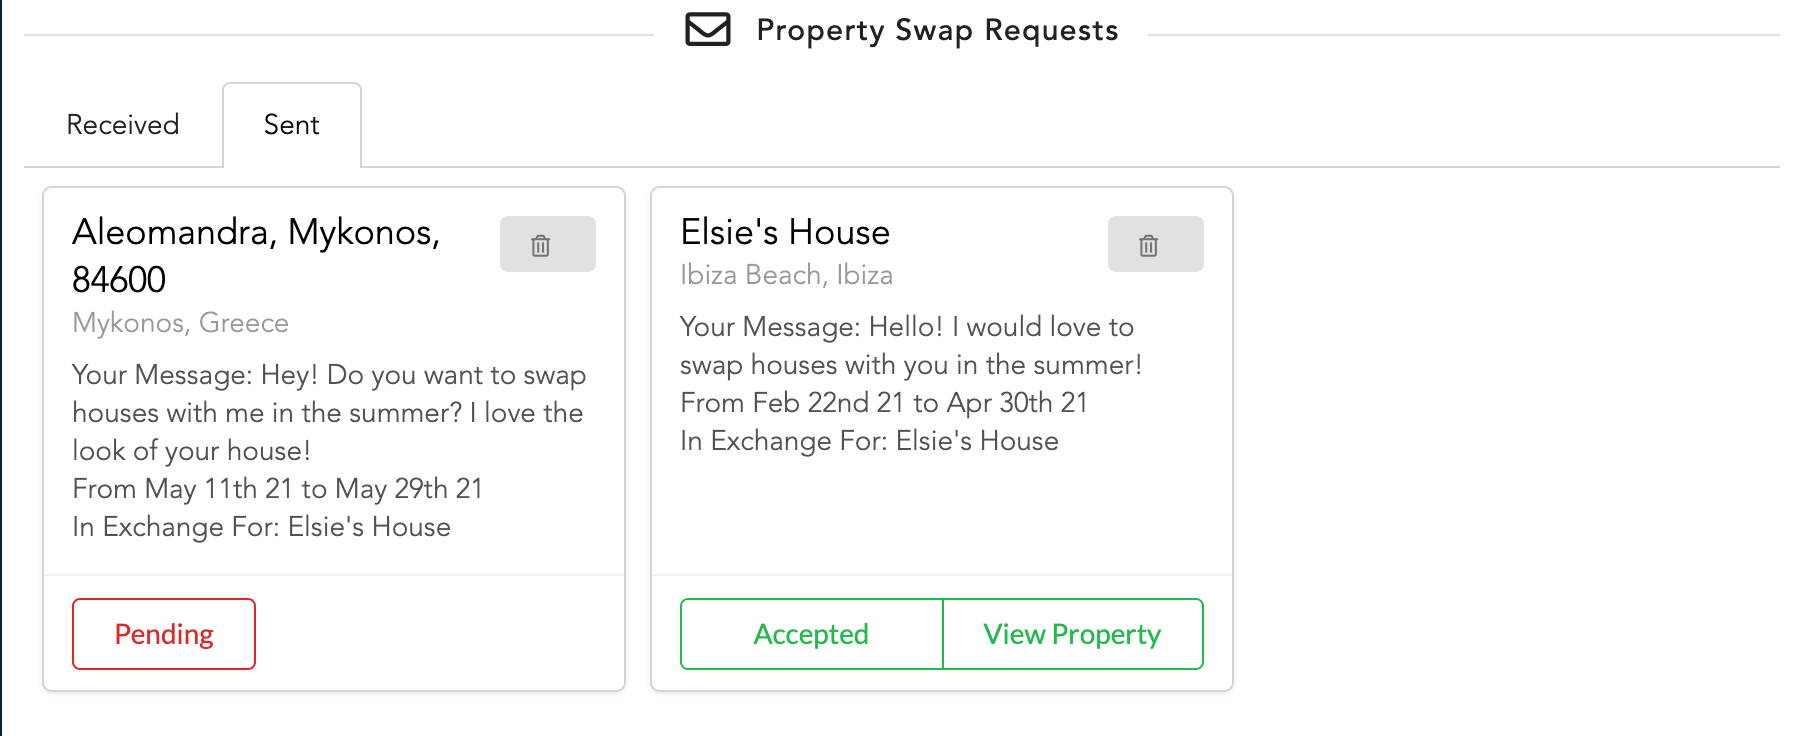 Property Swap Requests
Received
Sent
Aleomandra, Mykonos,
84600
Mykonos, Greece
Your Message: Hey! Do you want to swap
houses with me in the summer? I love the
look of your house!
From May 11th 21 to May 29th 21
In Exchange For: Elsie's House
Pending
Elsie's House
Ibiza Beach, Ibiza
Your Message: Hello! I would love to
swap houses with you in the summer!
From Feb 22nd 21 to Apr 30th 21
In Exchange For: Elsie's House
Accepted
View Property